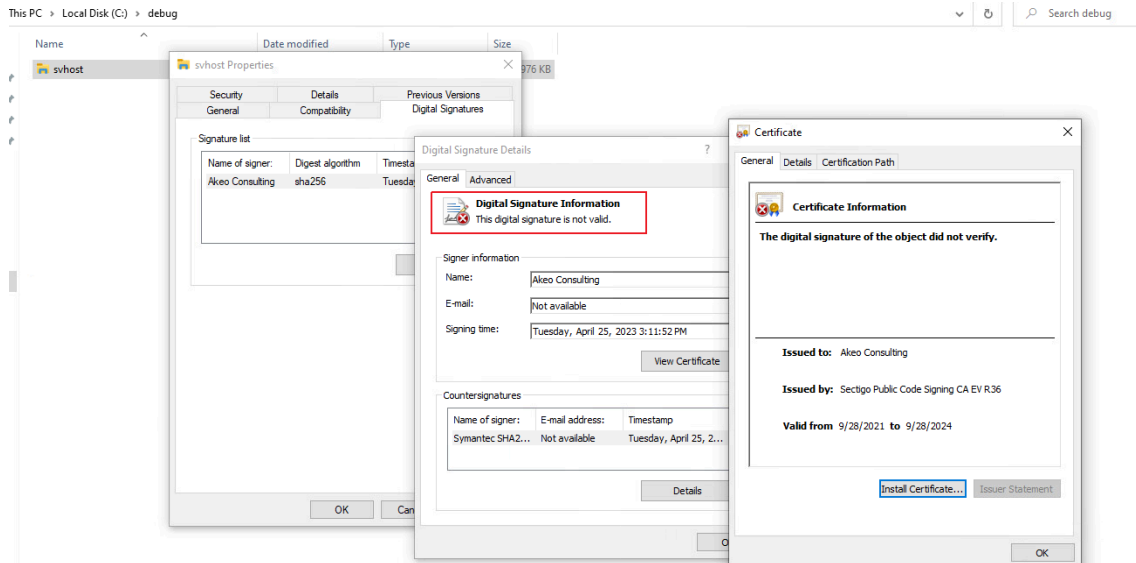 This PC > Local Disk (C:) > debug
Search debug
Name Date modified Type Size
svhost 976 KB
svhost Properties
Security Details Previous Versions
General Compatibility Digital Signatures
Signature list
Name of signer: Digest algorithm Timesta
Akeo Consulting sha256 Tuesda
OK Can
Digital Signature Details ?
General Advanced
Digital Signature Information
This digital signature is not valid.
Signer information
Name: Akeo Consulting
E-mail: Not available
Signing time: Tuesday, April 25, 2023 3:11:52 PM
View Certificate
Countersignatures
Name of signer: E-mail address: Timestamp
Symantec SHA2... Not available Tuesday, April 25, 2...
Details
O
Certificate
General Details Certification Path
Certificate Information
The digital signature of the object did not verify.
Issued to: Akeo Consulting
Issued by: Sectigo Public Code Signing CA EV R36
Valid from 9/28/2021 to 9/28/2024
Install Certificate... Issuer Statement
OK